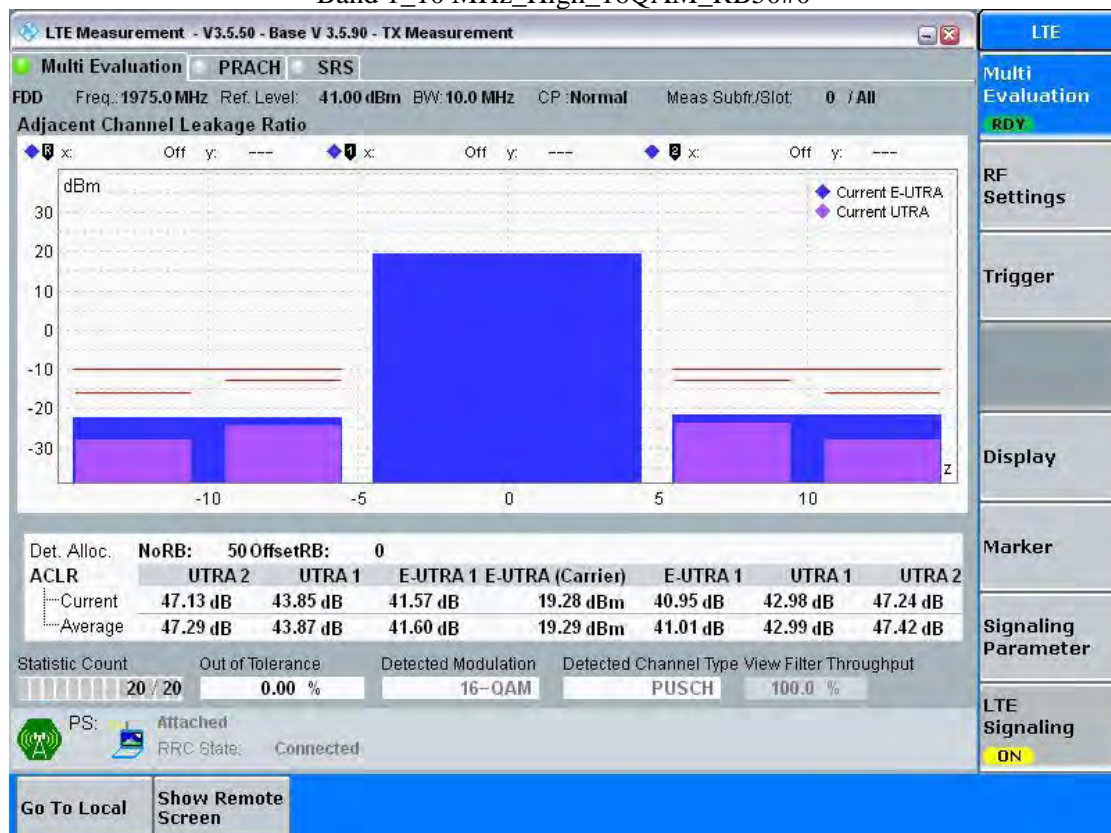 Band 1_10 MHz_High_16QAM_RB50#0
LTE Measurement - V3.5.50 - Base V 3.5.90 - TX Measurement
LTE
Multi Evaluation PRACH SRS
Multi
Evaluation
RDY
FDD Freq.: 1975.0 MHz Ref. Level: 41.00 dBm BW: 10.0 MHz CP :Normal Meas Subfr./Slot: 0 / All
Adjacent Channel Leakage Ratio
R x: Off y: --- 1 x: Off y: --- 2 x: Off y: ---
dBm
Current E-UTRA
Current UTRA
30
20
10
0
-10
-20
-30
z
-10 -5 0 5 10
RF
Settings
Trigger
Display
Marker
Signaling
Parameter
LTE
Signaling
ON
Det. Alloc. NoRB: 50 OffsetRB: 0
ACLR UTRA 2 UTRA 1 E-UTRA 1 E-UTRA (Carrier) E-UTRA 1 UTRA 1 UTRA 2
Current 47.13 dB 43.85 dB 41.57 dB 19.28 dBm 40.95 dB 42.98 dB 47.24 dB
Average 47.29 dB 43.87 dB 41.60 dB 19.29 dBm 41.01 dB 42.99 dB 47.42 dB
Statistic Count Out of Tolerance Detected Modulation Detected Channel Type View Filter Throughput
20 / 20 0.00 % 16-QAM PUSCH 100.0 %
PS: Attached
RRC State: Connected
Go To Local
Show Remote
Screen